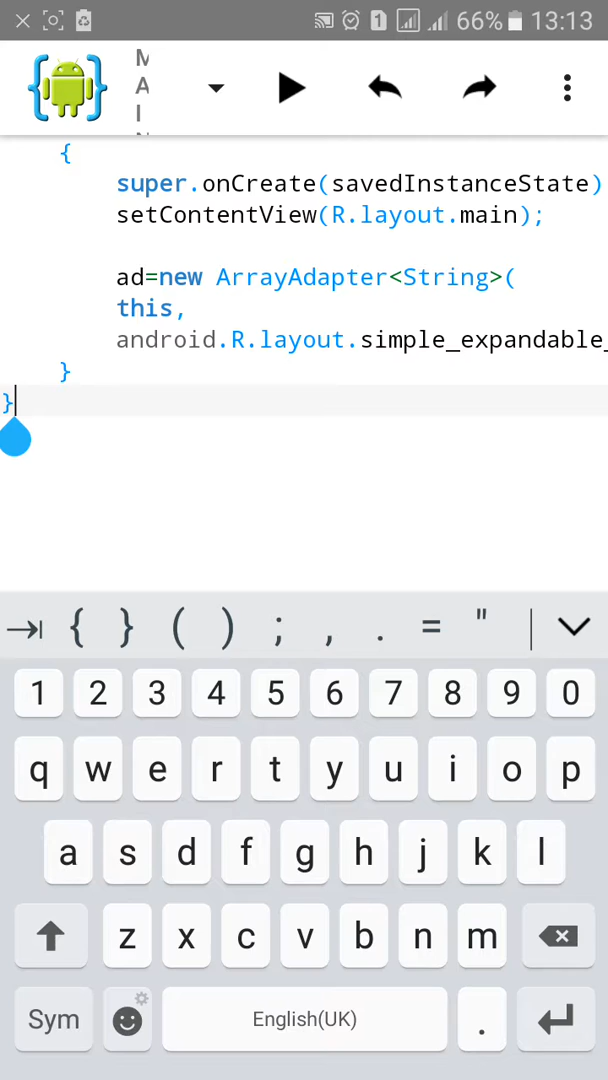 1 66% 13:13
M
A
I
{
super.onCreate(savedInstanceState)
setContentView(R.layout.main);
ad=new ArrayAdapter<String>(
this,
android.R.layout.simple_expandable_
}
}
{ } ( ) ; , . = " |
1 2 3 4 5 6 7 8 9 0
q w e r t y u i o p
a s d f g h j k l
z x c v b n m
Sym English(UK) .